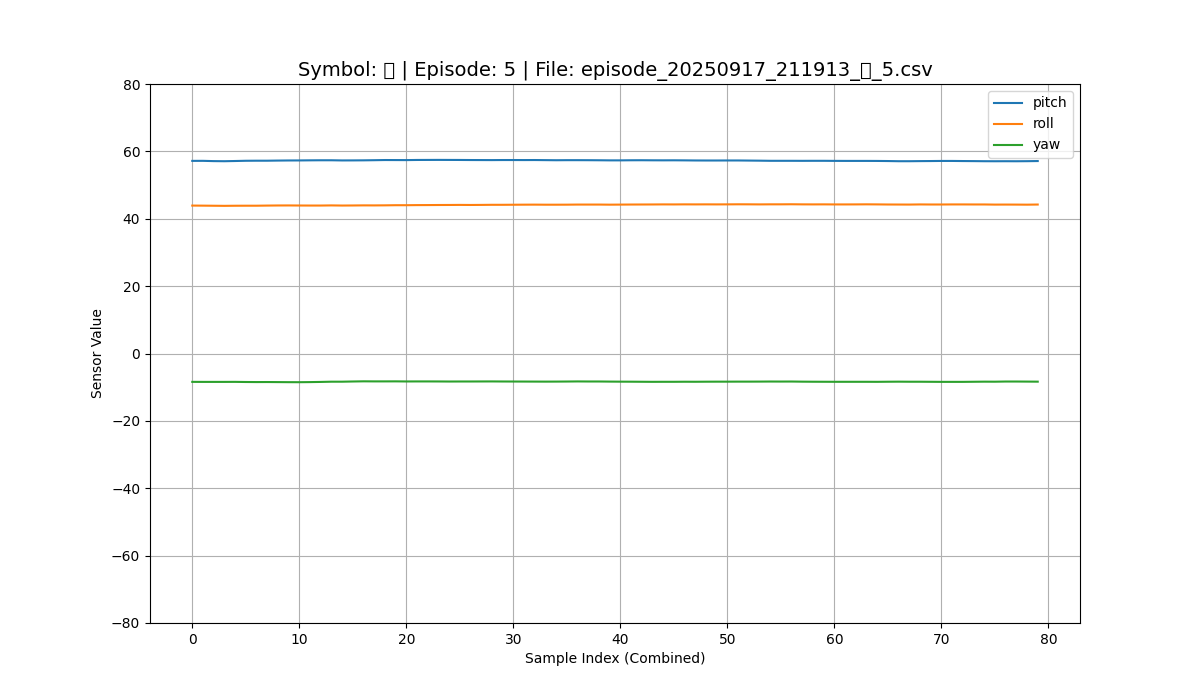 Symbol: | Episode: 5 | File: episode_20250917_211913__5.csv
pitch
roll
yaw
80
60
40
20
0
−20
−40
−60
−80
Sensor Value
0 10 20 30 40 50 60 70 80
Sample Index (Combined)